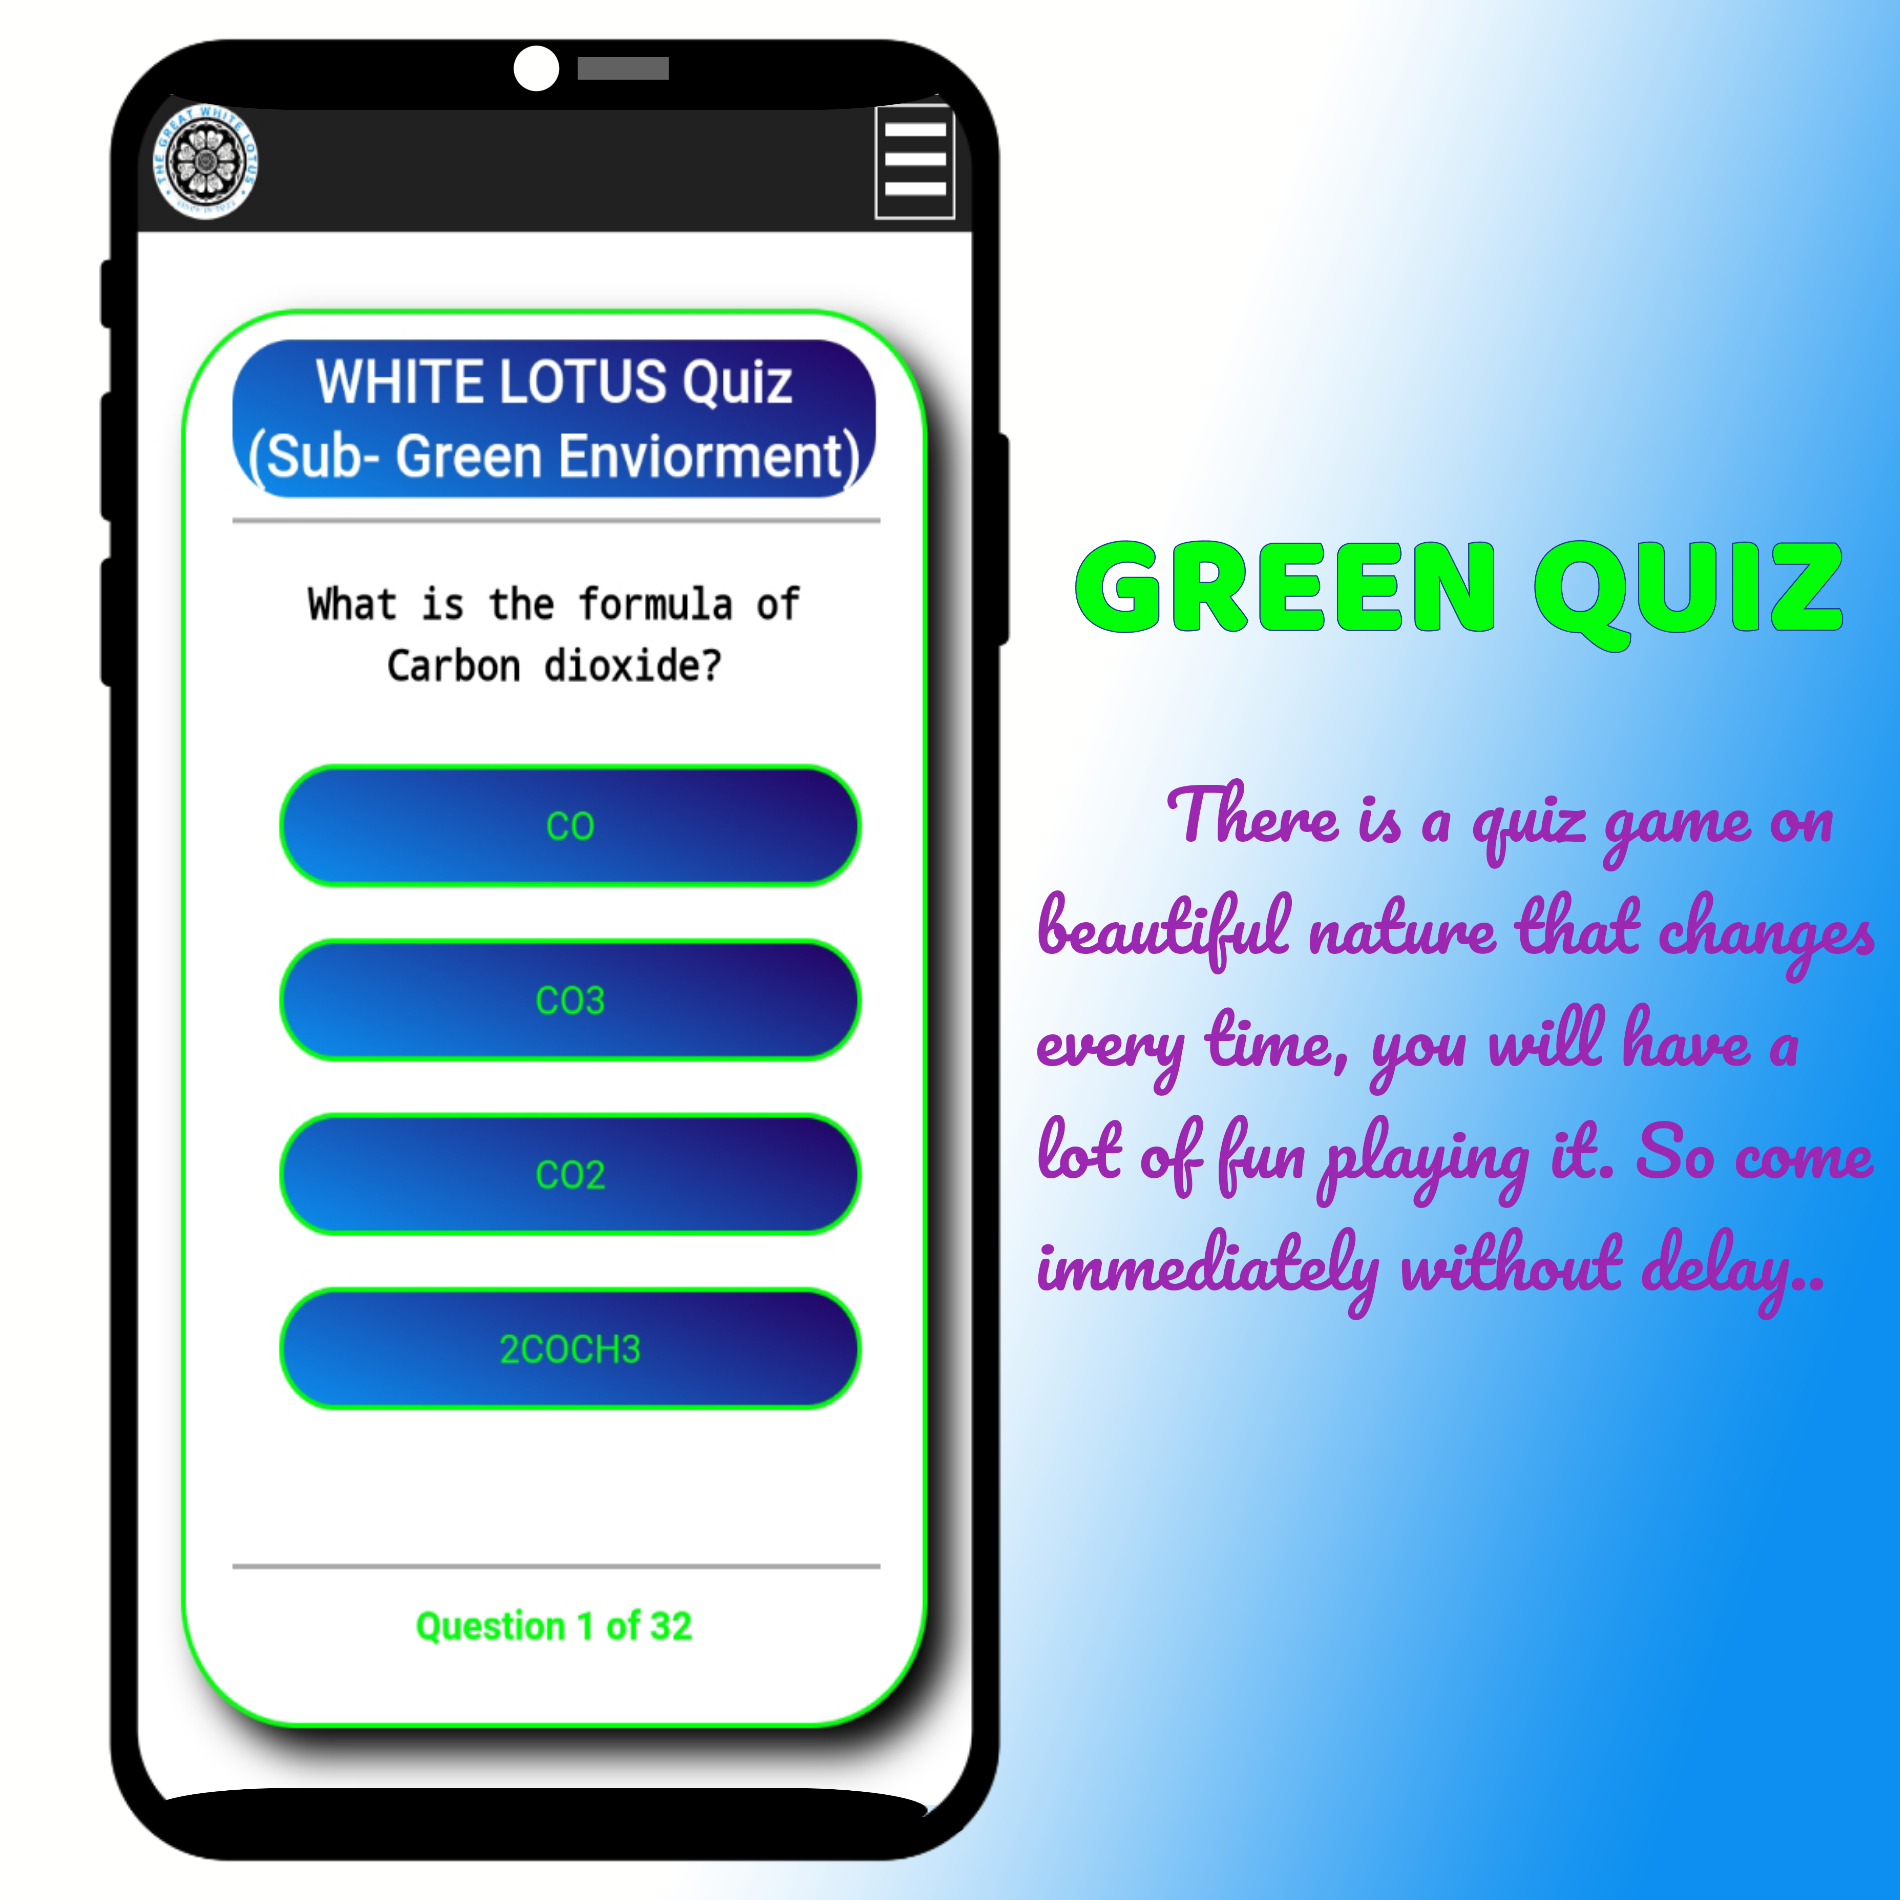 THE GREAT WHITE LOTUS
WHITE LOTUS Quiz
(Sub- Green Enviorment)
What is the formula of
Carbon dioxide?
CO
CO3
CO2
2COCH3
Question 1 of 32
GREEN QUIZ
There is a quiz game on
beautiful nature that changes
every time, you will have a
lot of fun playing it. So come
immediately without delay..